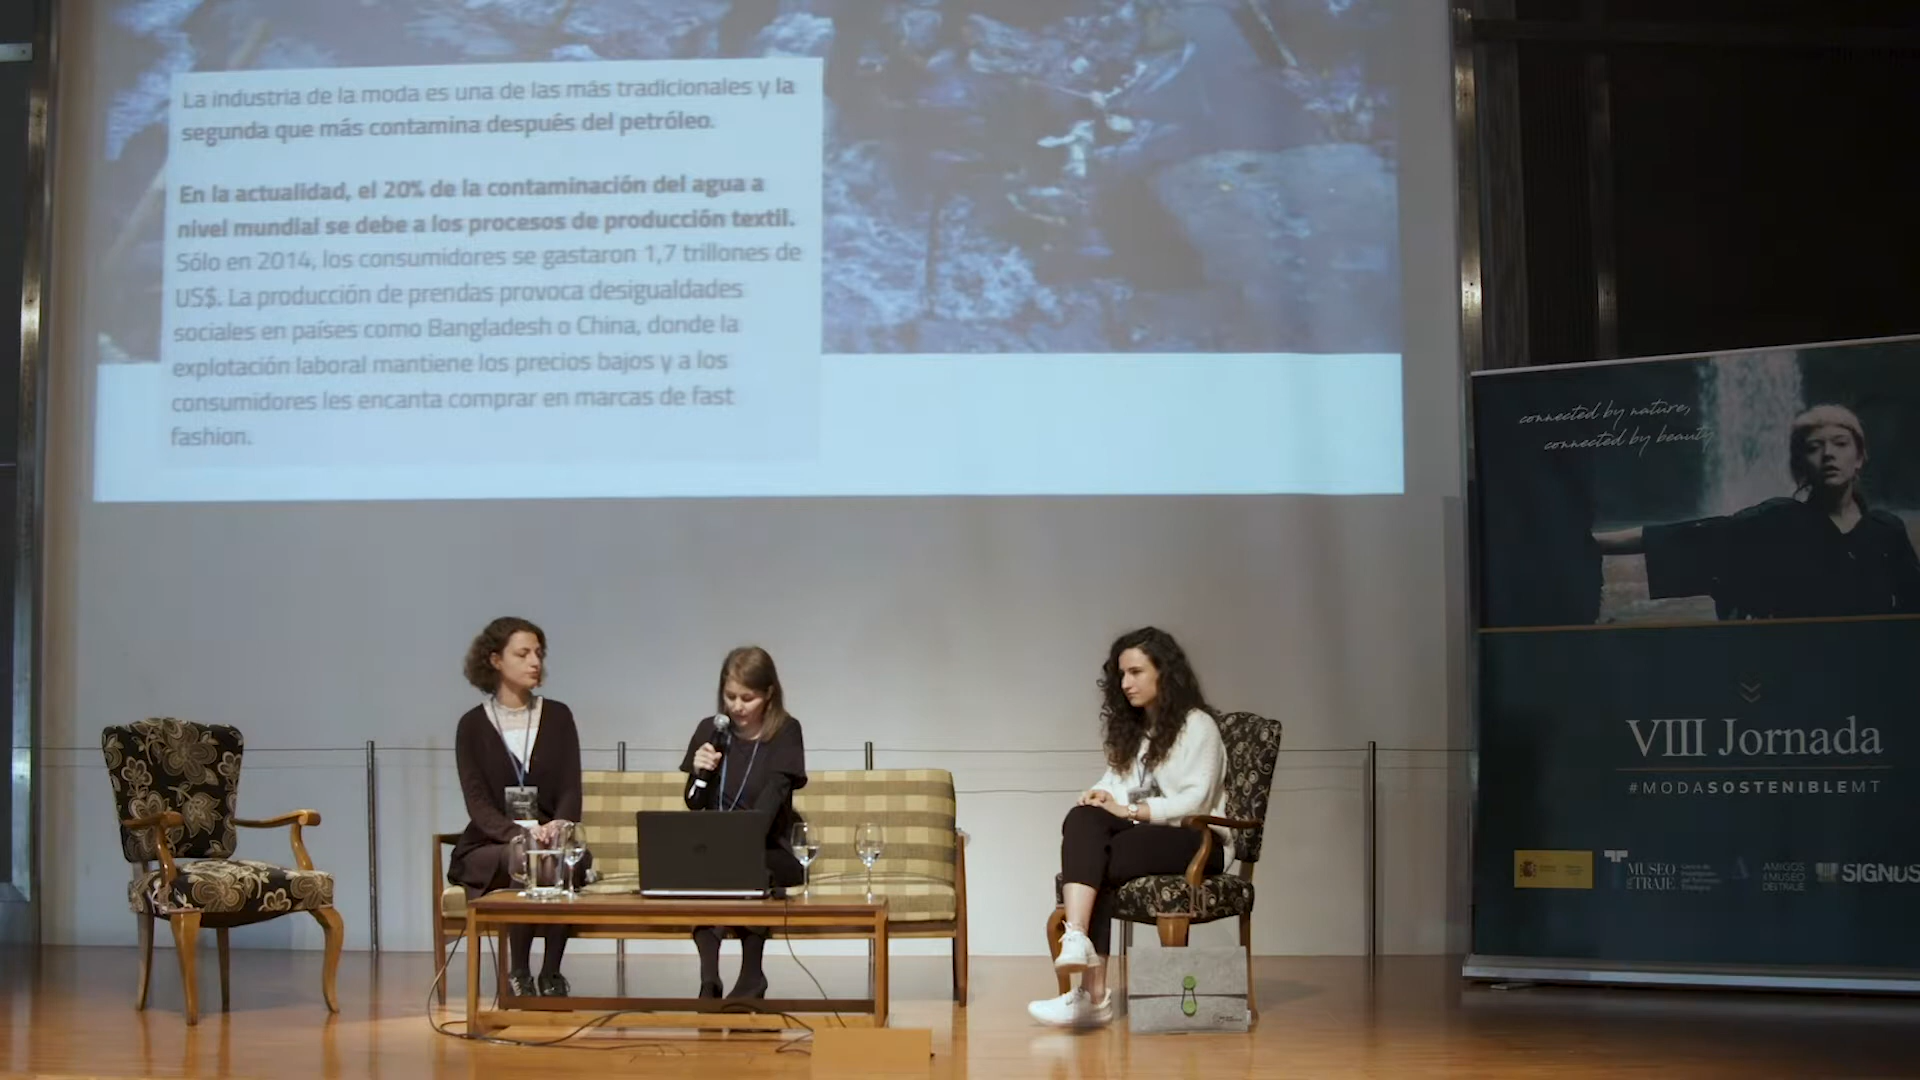 La industria de la moda es una de las más tradicionales y la
segunda que más contamina después del petróleo.
En la actualidad, el 20% de la contaminación del agua a
nivel mundial se debe a los procesos de producción textil.
Sólo en 2014, los consumidores se gastaron 1,7 trillones de
US$. La producción de prendas provoca desigualdades
sociales en países como Bangladesh o China, donde la
explotación laboral mantiene los precios bajos y a los
consumidores les encanta comprar en marcas de fast
fashion.
connected by nature,
connected by beauty
VIII Jornada
#MODASOSTENIBLEMT
MUSEO
DEL TRAJE
AMIGOS
MUSEO
DEL TRAJE
SIGNUS